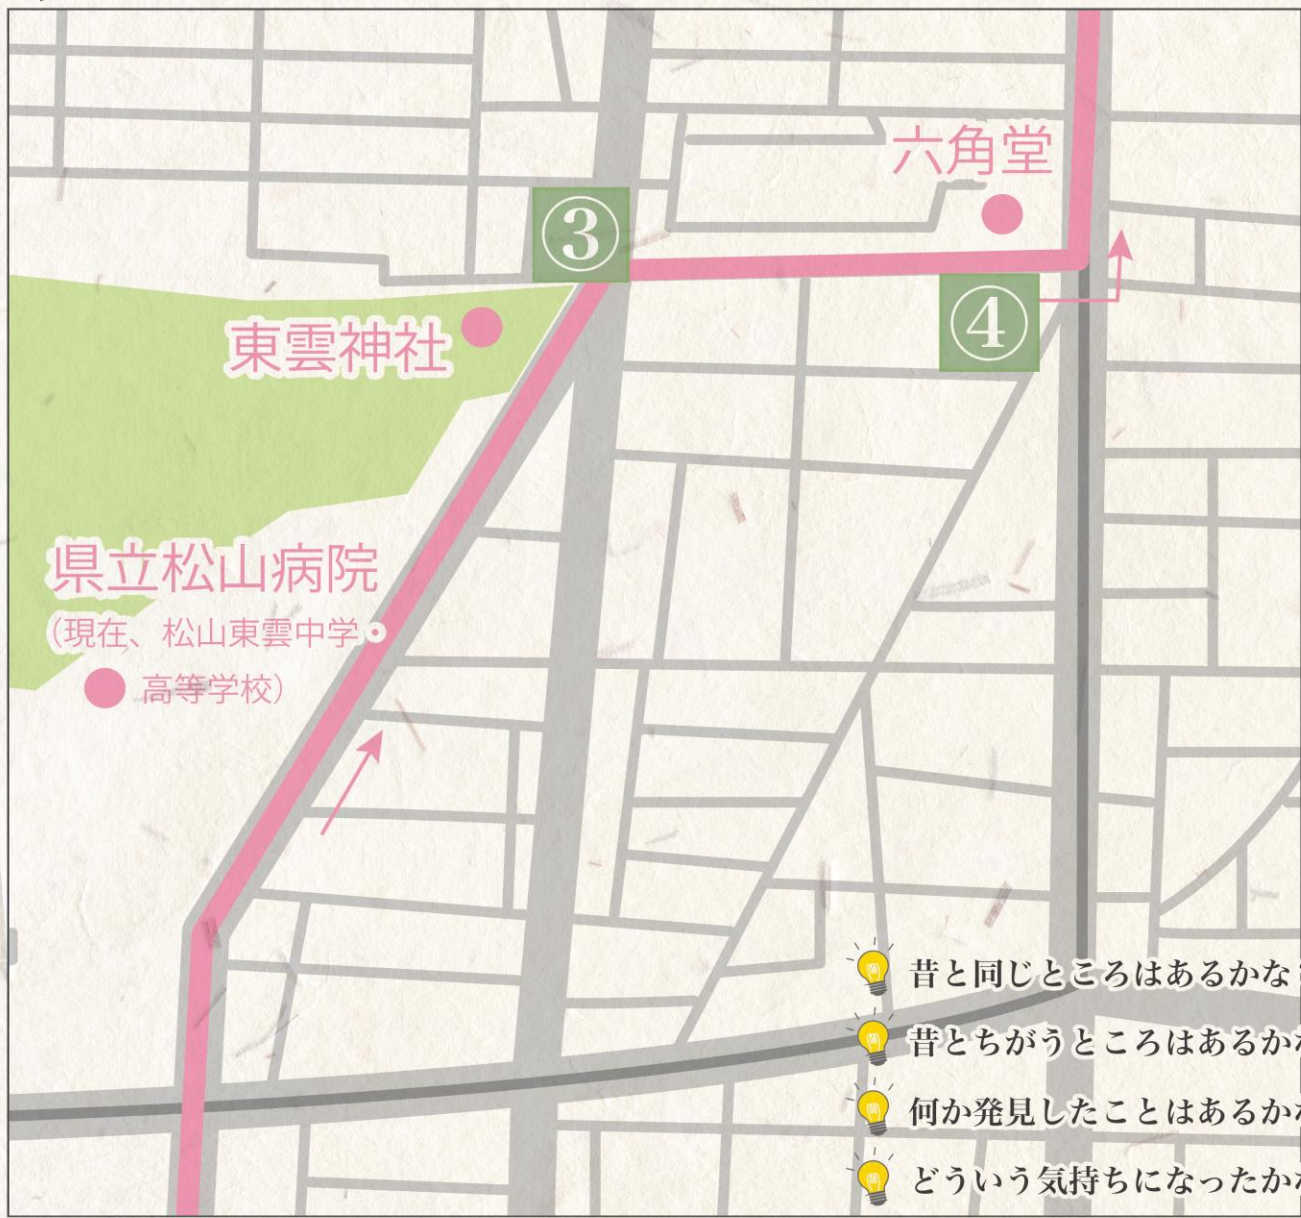 六角堂
③
東雲神社
④
県立松山病院
(現在、松山東雲中学・
高等学校)
昔と同じところはあるかな
昔とちがうところはあるかな
何か発見したことはあるかな
どういう気持ちになったかな